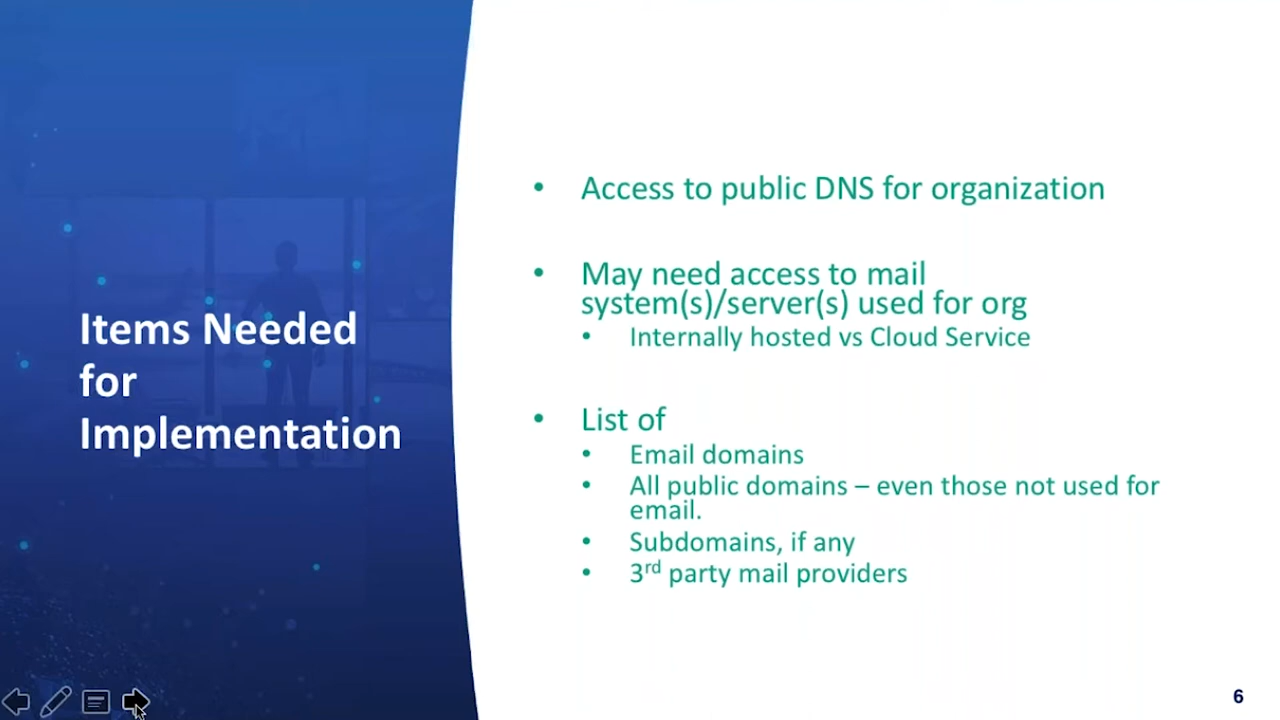 Items Needed
for
Implementation
• Access to public DNS for organization
• May need access to mail
system(s)/server(s) used for org
• Internally hosted vs Cloud Service
• List of
• Email domains
• All public domains – even those not used for
email.
• Subdomains, if any
• 3rd party mail providers
6